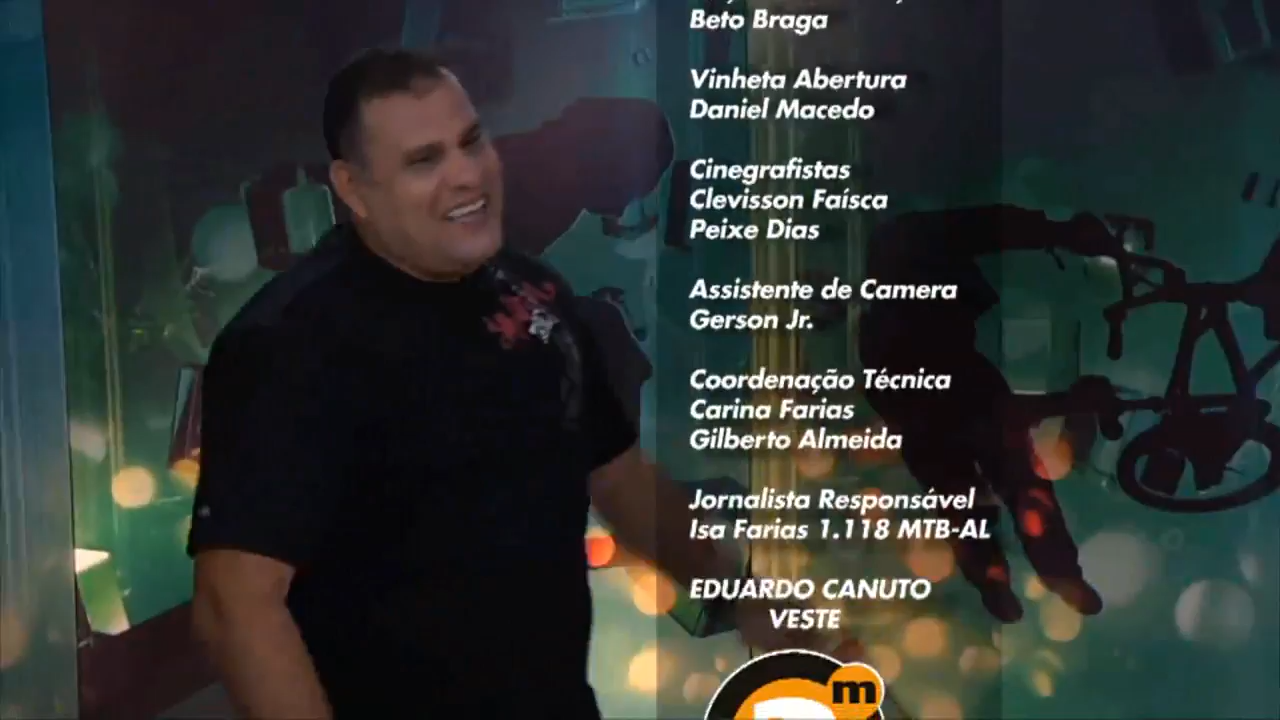 Beto Braga
Vinheta Abertura
Daniel Macedo
Cinegrafistas
Clevisson Faísca
Peixe Dias
Assistente de Camera
Gerson Jr.
Coordenação Técnica
Carina Farias
Gilberto Almeida
Jornalista Responsável
Isa Farias 1.118 MTB-AL
EDUARDO CANUTO
VESTE
m